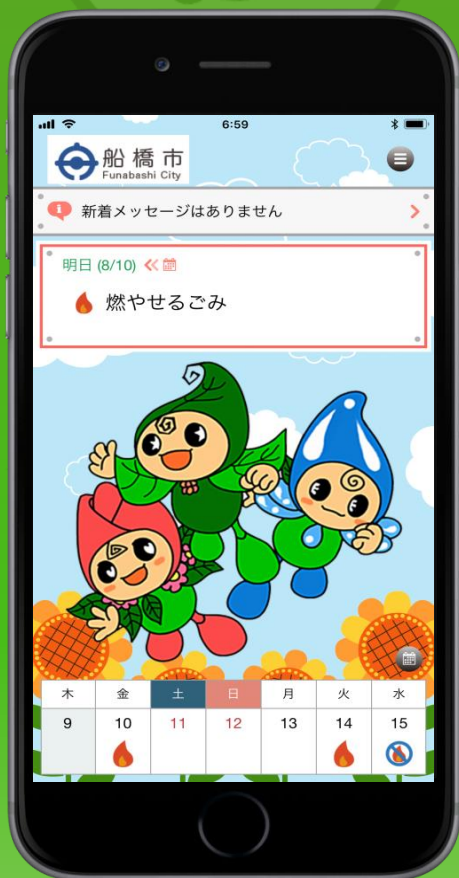 6:59
船橋市
Funabashi City
新着メッセージはありません
明日 (8/10)
燃やせるごみ
木 金 土 日 月 火 水
9 10 11 12 13 14 15